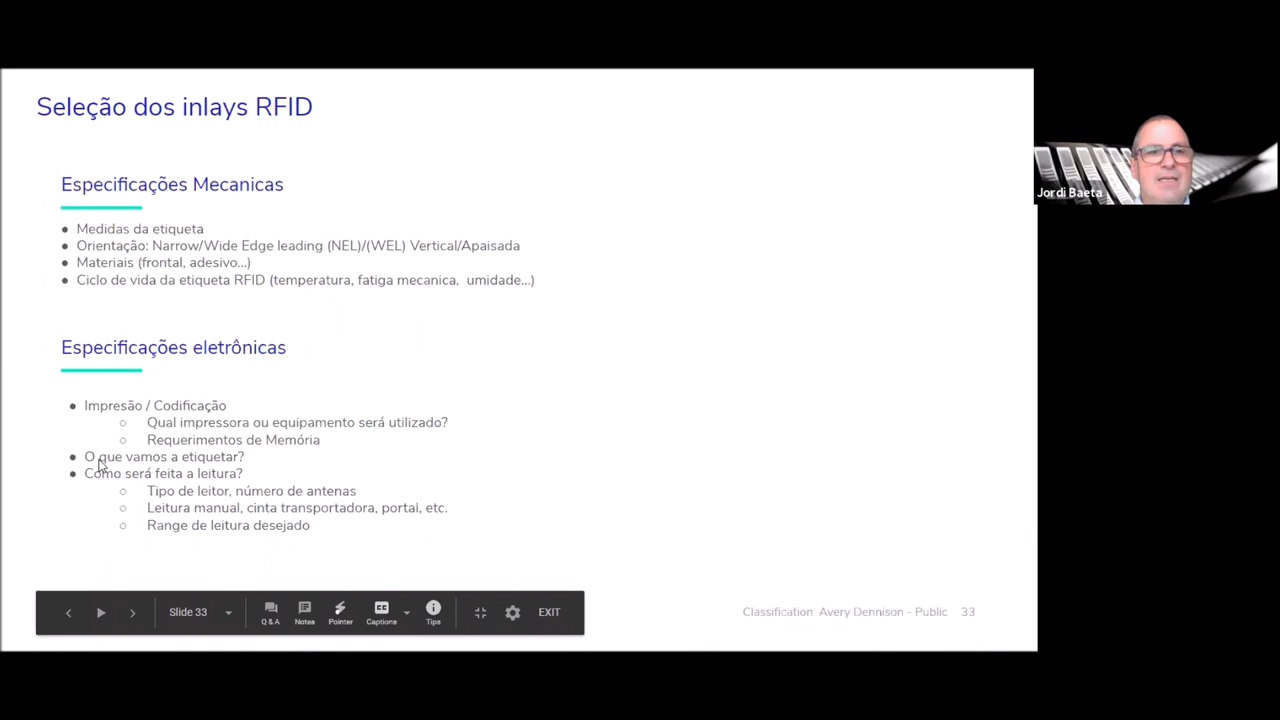 Seleção dos inlays RFID
Especificações Mecanicas
● Medidas da etiqueta
● Orientação: Narrow/Wide Edge leading (NEL)/(WEL) Vertical/Apaisada
● Materiais (frontal, adesivo...)
● Ciclo de vida da etiqueta RFID (temperatura, fatiga mecanica, umidade...)
Especificações eletrônicas
● Impresão / Codificação
○ Qual impressora ou equipamento será utilizado?
○ Requerimentos de Memória
● O que vamos a etiquetar?
● Como será feita a leitura?
○ Tipo de leitor, número de antenas
○ Leitura manual, cinta transportadora, portal, etc.
○ Range de leitura desejado
Slide 33
Q & A
Notes
Pointer
Captions
Tips
EXIT
Classification: Avery Dennison - Public 33
Jordi Baeta